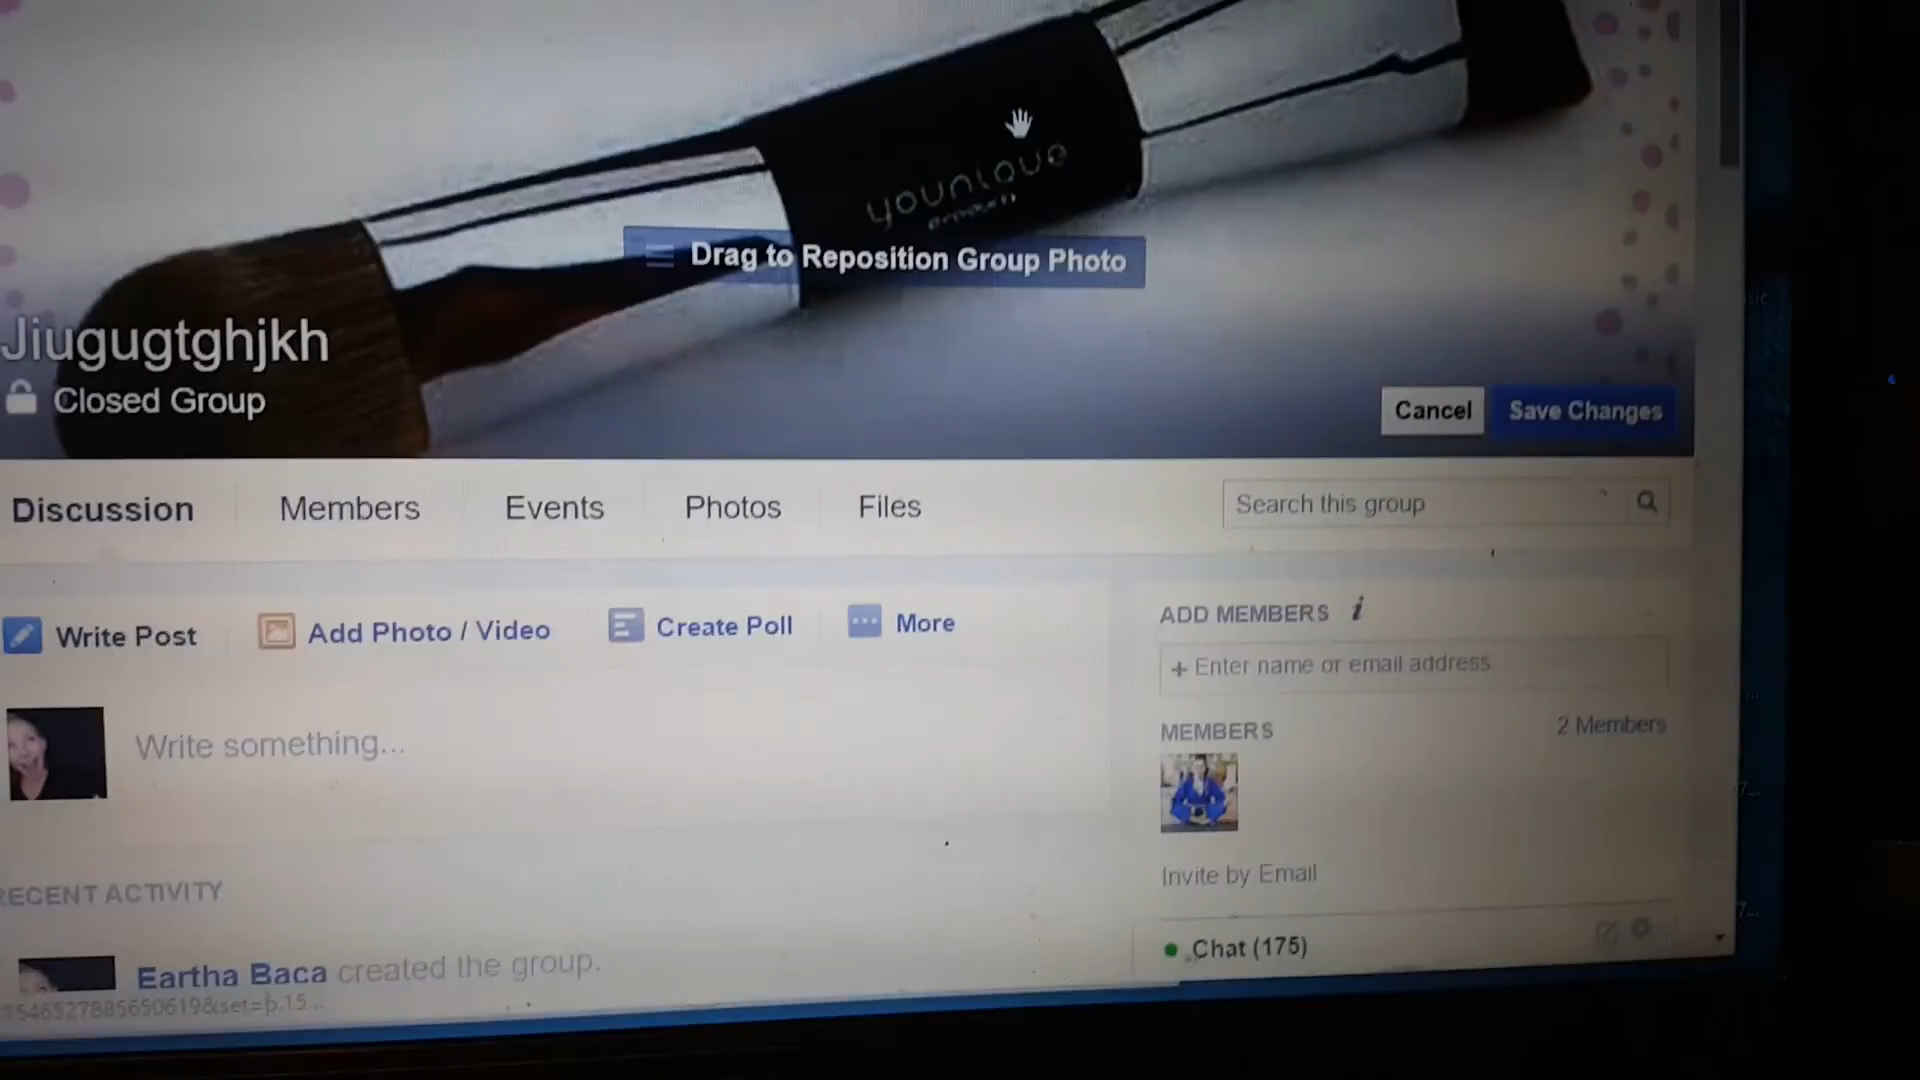 younique
products
Drag to Reposition Group Photo
Jiugugtghjkh
Closed Group
Cancel
Save Changes
Discussion
Members
Events
Photos
Files
Search this group
Write Post
Add Photo / Video
Create Poll
More
Write something...
ADD MEMBERS i
+ Enter name or email address
MEMBERS
2 Members
Invite by Email
RECENT ACTIVITY
Eartha Baca created the group.
Chat (175)